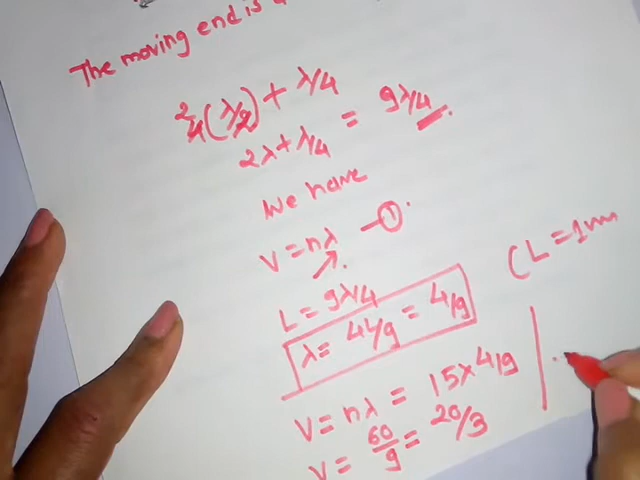 The moving end is a
2 4(λ/2) + λ/4
2λ + λ/4 = 9λ/4
We have
V = nλ — ①
L = 9λ/4
(L = 1m
λ = 4L/9 = 4/9
V = nλ = 15 x 4/9
V = 60/9 = 20/3